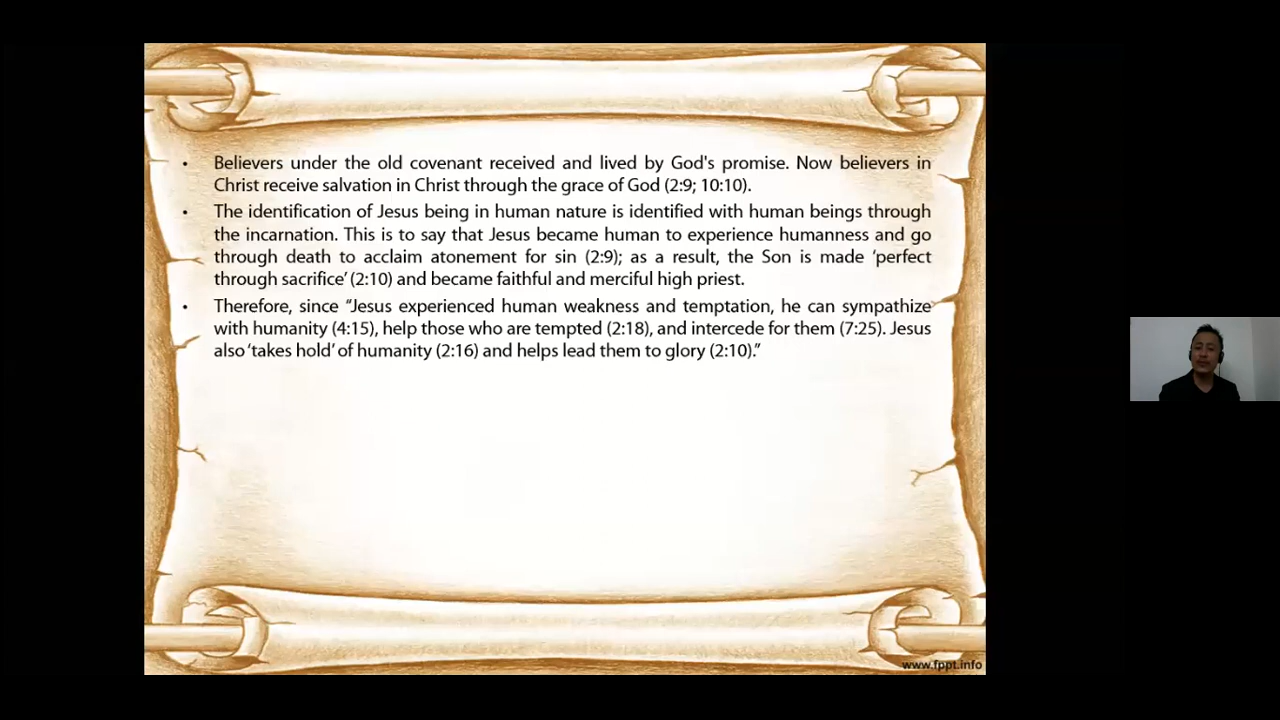 • Believers under the old covenant received and lived by God's promise. Now believers in
Christ receive salvation in Christ through the grace of God (2:9; 10:10).
• The identification of Jesus being in human nature is identified with human beings through
the incarnation. This is to say that Jesus became human to experience humanness and go
through death to acclaim atonement for sin (2:9); as a result, the Son is made ‘perfect
through sacrifice’ (2:10) and became faithful and merciful high priest.
• Therefore, since “Jesus experienced human weakness and temptation, he can sympathize
with humanity (4:15), help those who are tempted (2:18), and intercede for them (7:25). Jesus
also ‘takes hold’ of humanity (2:16) and helps lead them to glory (2:10).”
www.fppt.info